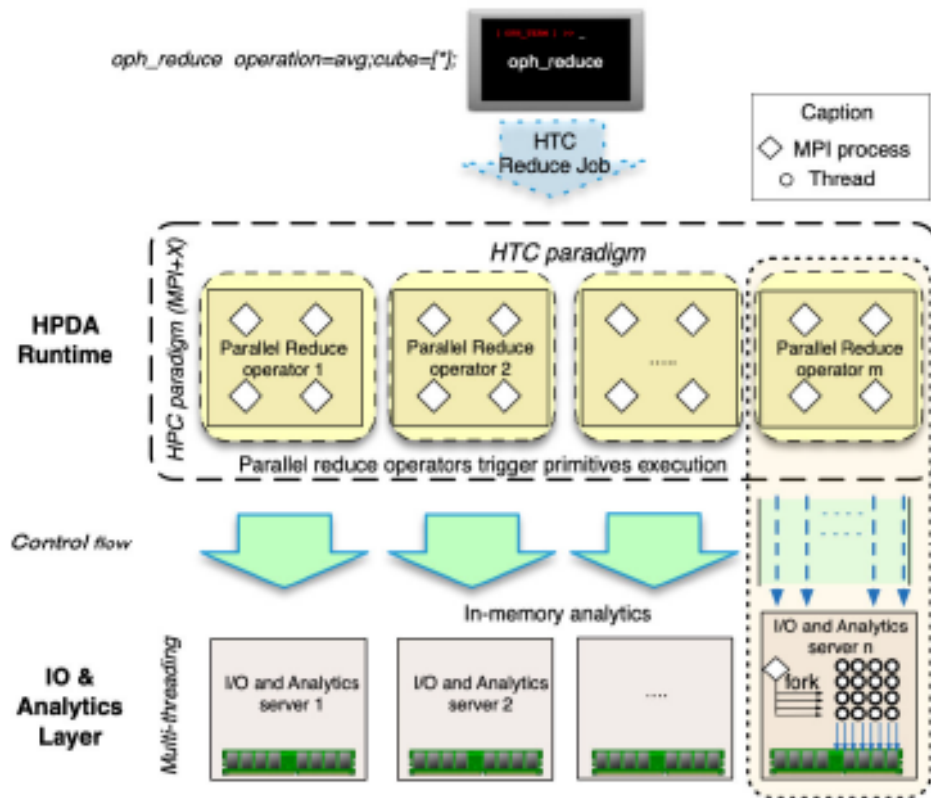 [ OPH_TERM ] >> _
oph_reduce operation=avg;cube=[*];
oph_reduce
HTC
Reduce Job
Caption
MPI process
Thread
HPDA
Runtime
HPC paradigm (MPI+X)
HTC paradigm
Parallel Reduce
operator 1
Parallel Reduce
operator 2
.....
Parallel Reduce
operator m
Parallel reduce operators trigger primitives execution
Control flow
....
....
In-memory analytics
IO &
Analytics
Layer
Multi-threading
I/O and Analytics
server 1
I/O and Analytics
server 2
....
I/O and Analytics
server n
fork